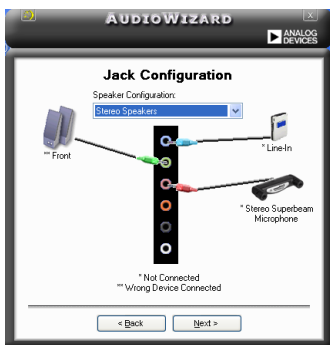 AUDIOWIZARD
ANALOG
DEVICES
Jack Configuration
Speaker Configuration:
Stereo Speakers
** Front
* Line-In
* Stereo Superbeam
Microphone
* Not Connected
** Wrong Device Connected
< Back
Next >